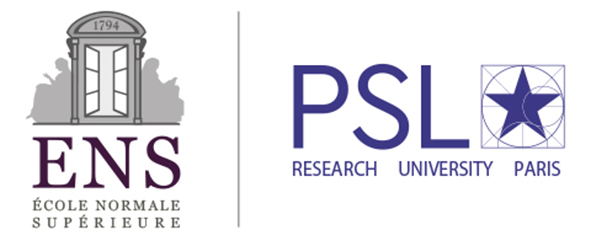 1794
ENS
ÉCOLE NORMALE
SUPÉRIEURE
PSL
RESEARCH UNIVERSITY PARIS